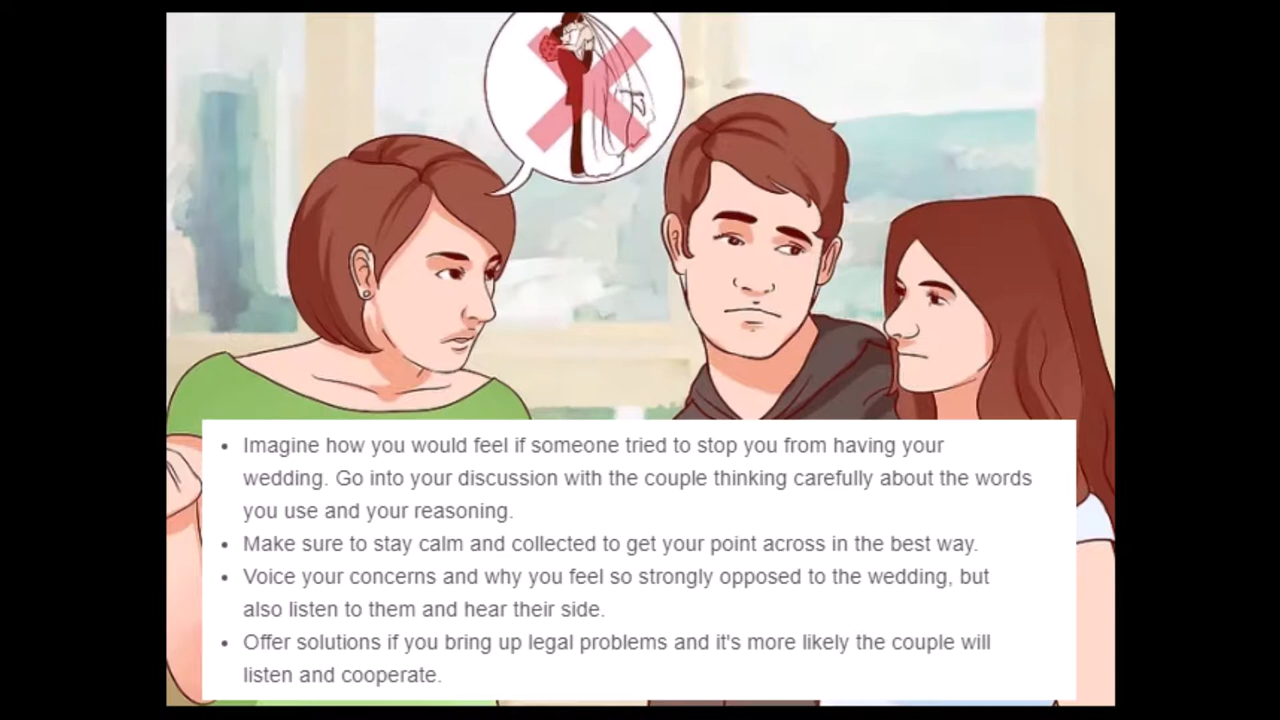 Imagine how you would feel if someone tried to stop you from having your
wedding. Go into your discussion with the couple thinking carefully about the words
you use and your reasoning.
Make sure to stay calm and collected to get your point across in the best way.
Voice your concerns and why you feel so strongly opposed to the wedding, but
also listen to them and hear their side.
Offer solutions if you bring up legal problems and it's more likely the couple will
listen and cooperate.